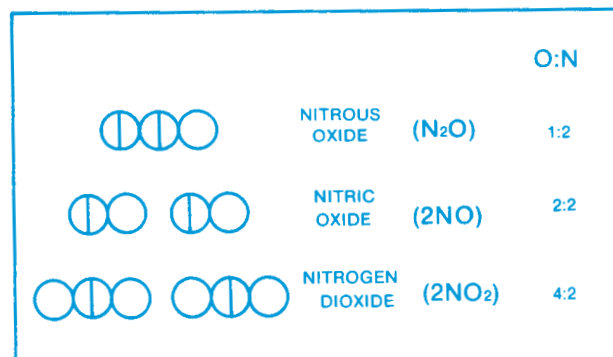 O:N
NITROUS OXIDE (N₂O) 1:2
NITRIC OXIDE (2NO) 2:2
NITROGEN DIOXIDE (2NO₂) 4:2